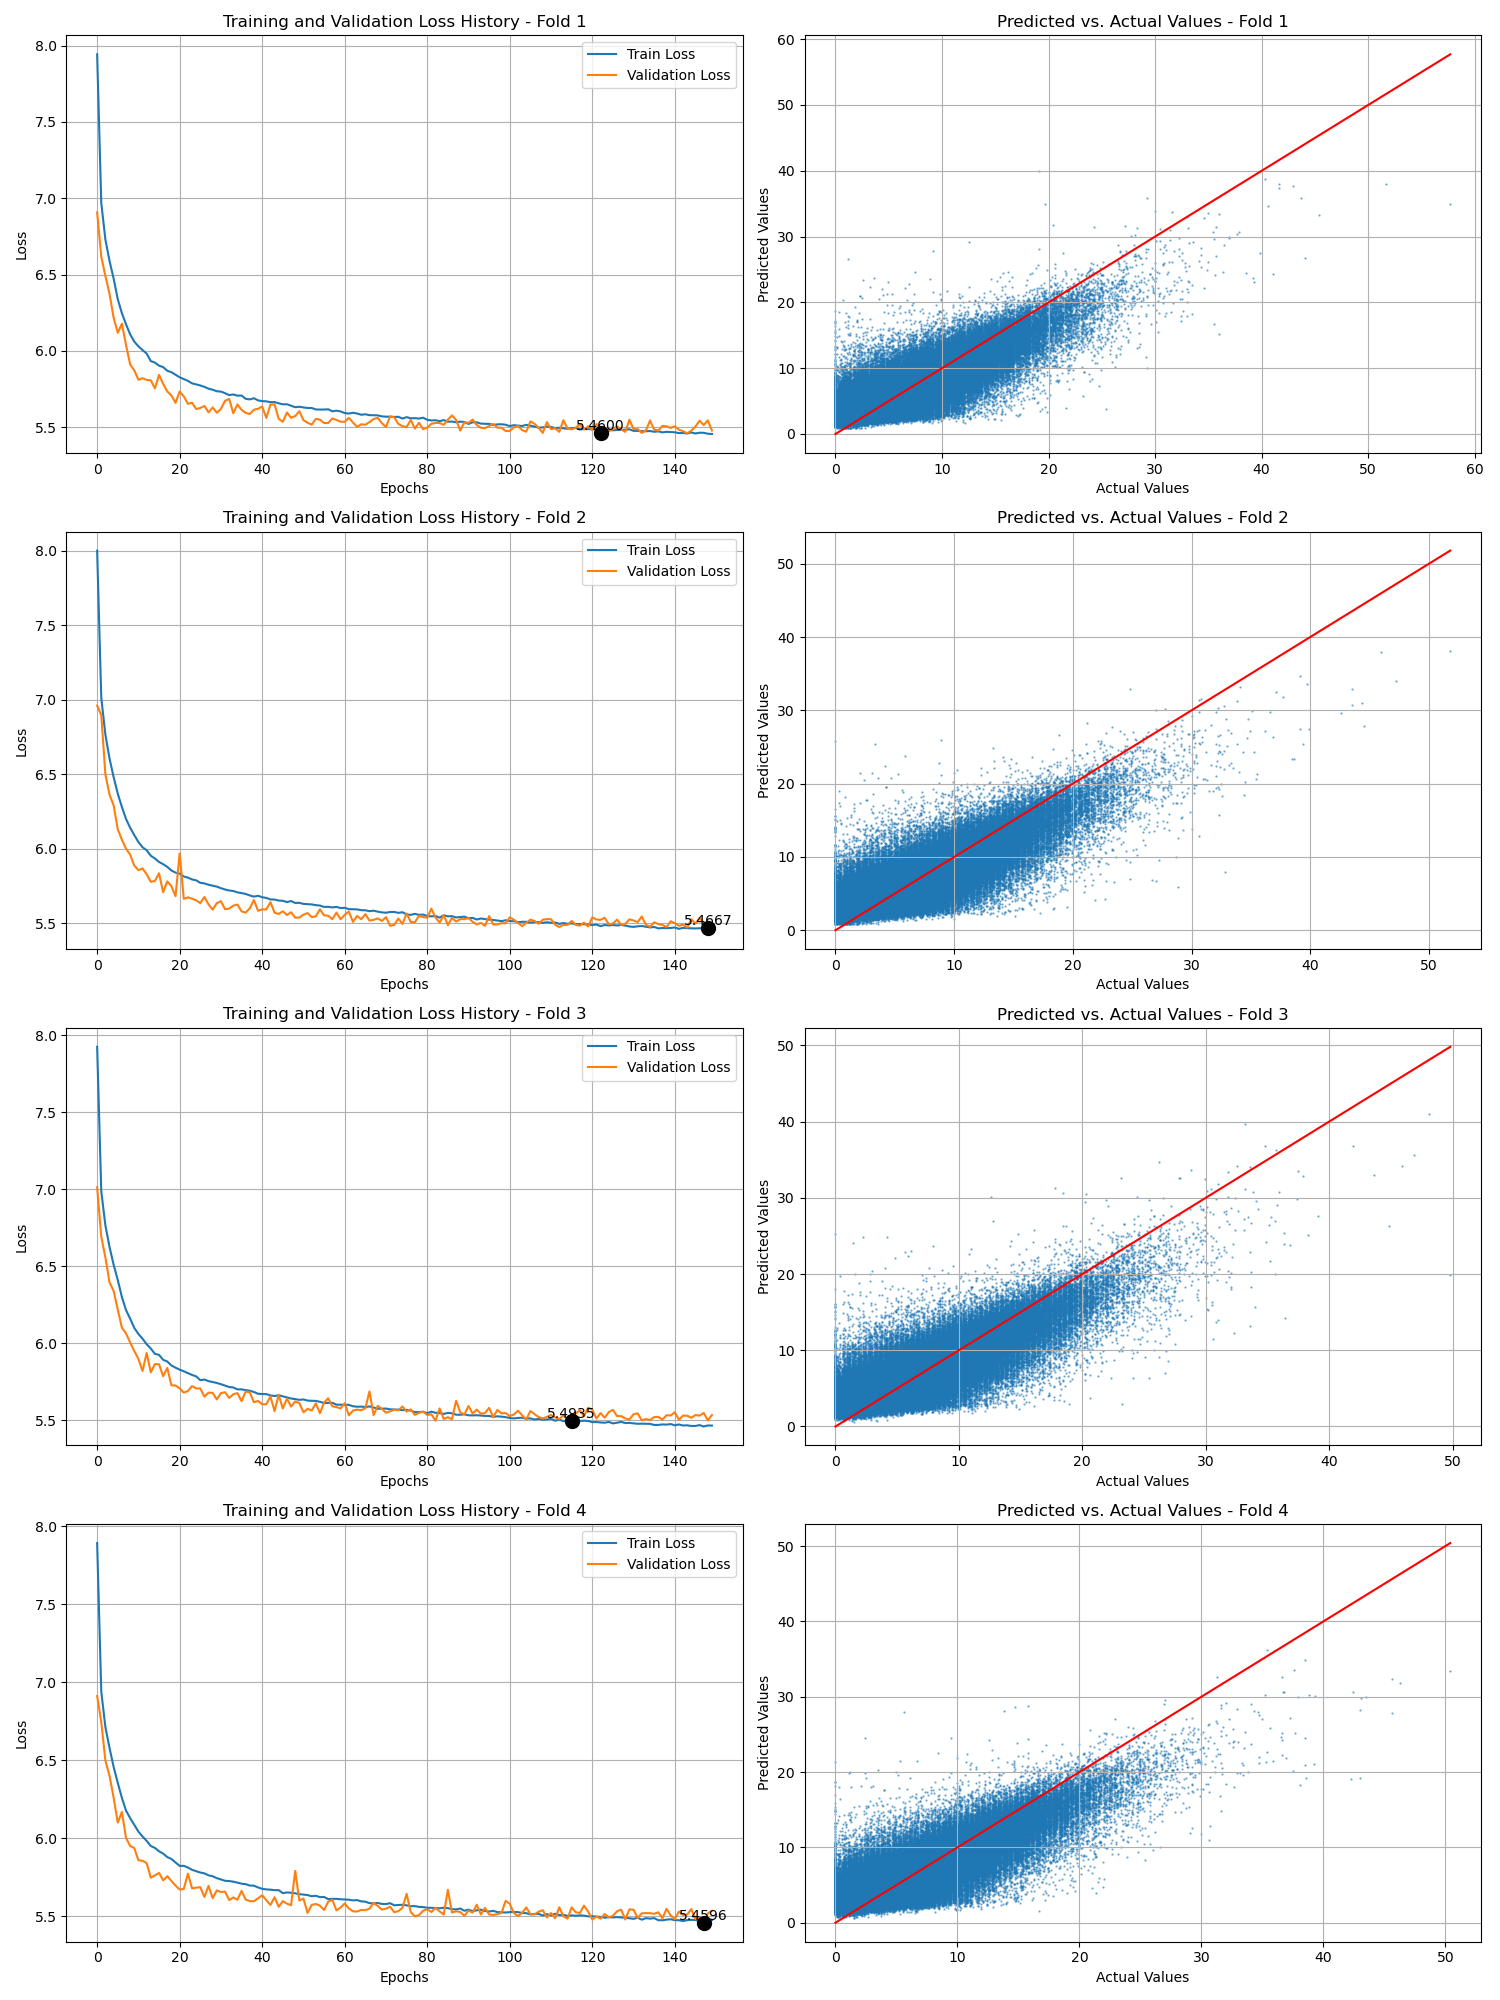 Training and Validation Loss History - Fold 1
Train Loss
Validation Loss
8.0
7.5
7.0
6.5
6.0
5.5
Loss
5.4600
0 20 40 60 80 100 120 140
Epochs
Predicted vs. Actual Values - Fold 1
60
50
40
30
20
10
0
Predicted Values
0 10 20 30 40 50 60
Actual Values
Training and Validation Loss History - Fold 2
Train Loss
Validation Loss
8.0
7.5
7.0
6.5
6.0
5.5
Loss
5.4667
0 20 40 60 80 100 120 140
Epochs
Predicted vs. Actual Values - Fold 2
50
40
30
20
10
0
Predicted Values
0 10 20 30 40 50
Actual Values
Training and Validation Loss History - Fold 3
Train Loss
Validation Loss
8.0
7.5
7.0
6.5
6.0
5.5
Loss
5.4935
0 20 40 60 80 100 120 140
Epochs
Predicted vs. Actual Values - Fold 3
50
40
30
20
10
0
Predicted Values
0 10 20 30 40 50
Actual Values
Training and Validation Loss History - Fold 4
Train Loss
Validation Loss
8.0
7.5
7.0
6.5
6.0
5.5
Loss
5.4596
0 20 40 60 80 100 120 140
Epochs
Predicted vs. Actual Values - Fold 4
50
40
30
20
10
0
Predicted Values
0 10 20 30 40 50
Actual Values